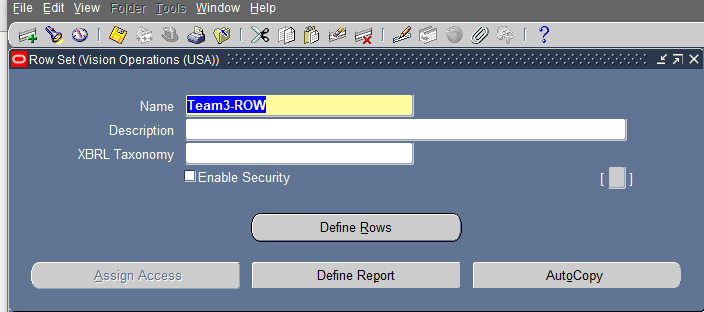 File Edit View Folder Tools Window Help
Row Set (Vision Operations (USA))
Name Team3-ROW
Description
XBRL Taxonomy
Enable Security [ ]
Define Rows
Assign Access Define Report AutoCopy